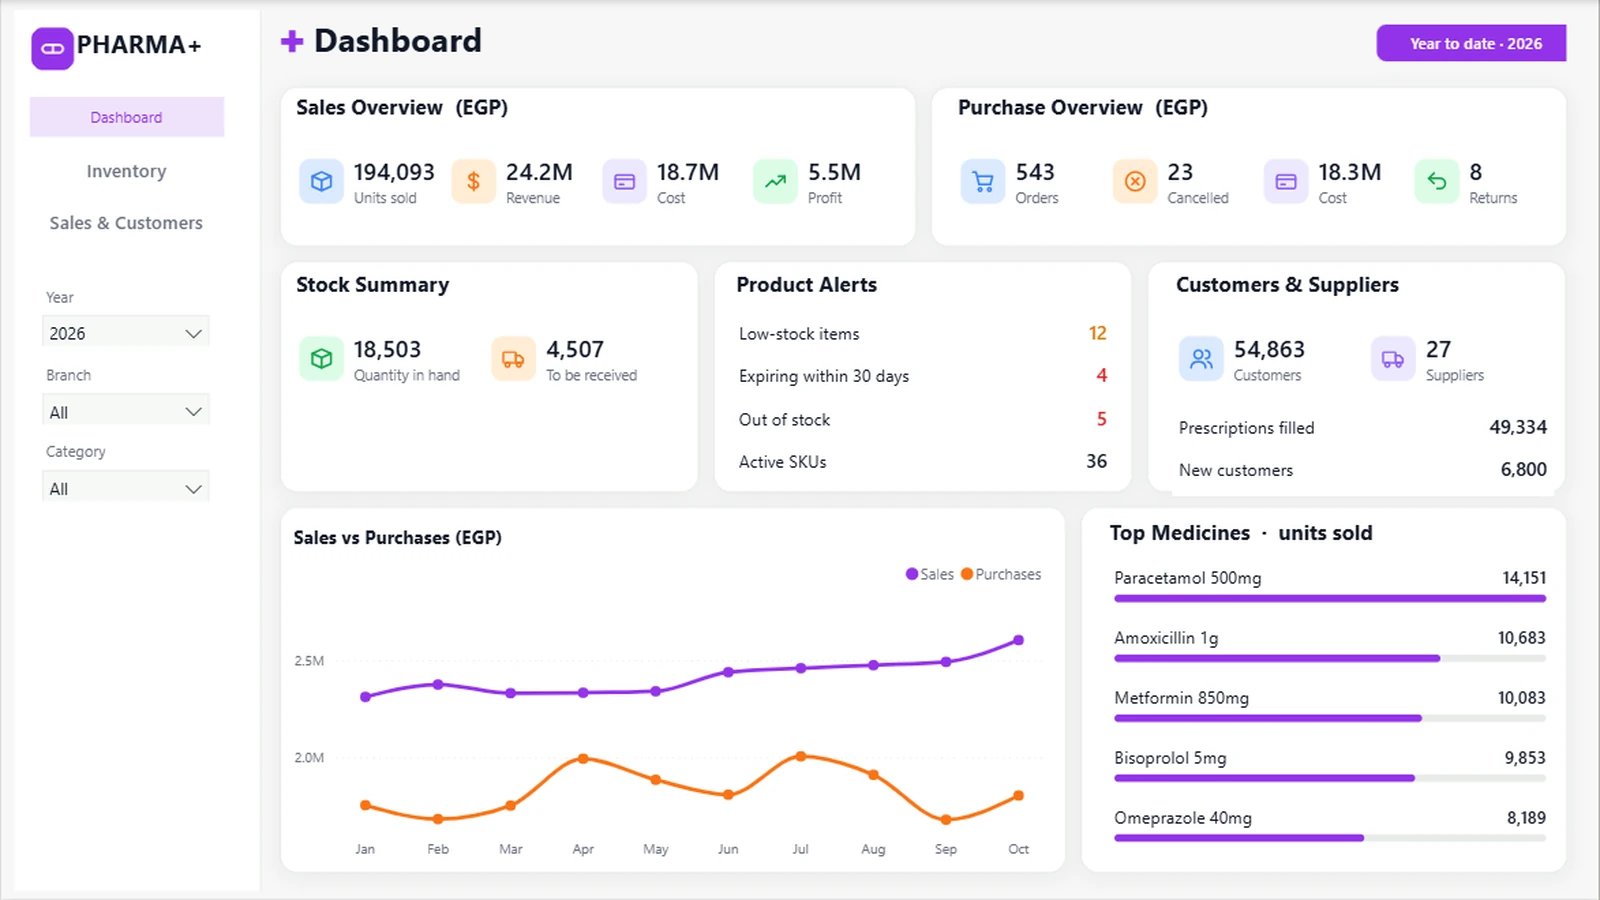 PHARMA+
Dashboard
Inventory
Sales & Customers
Year
2026
Branch
All
Category
All
Dashboard
Year to date · 2026
Sales Overview (EGP)
194,093
Units sold
24.2M
Revenue
18.7M
Cost
5.5M
Profit
Purchase Overview (EGP)
543
Orders
23
Cancelled
18.3M
Cost
8
Returns
Stock Summary
18,503
Quantity in hand
4,507
To be received
Product Alerts
Low-stock items 12
Expiring within 30 days 4
Out of stock 5
Active SKUs 36
Customers & Suppliers
54,863
Customers
27
Suppliers
Prescriptions filled 49,334
New customers 6,800
Sales vs Purchases (EGP)
Sales Purchases
2.5M
2.0M
Jan Feb Mar Apr May Jun Jul Aug Sep Oct
Top Medicines · units sold
Paracetamol 500mg 14,151
Amoxicillin 1g 10,683
Metformin 850mg 10,083
Bisoprolol 5mg 9,853
Omeprazole 40mg 8,189